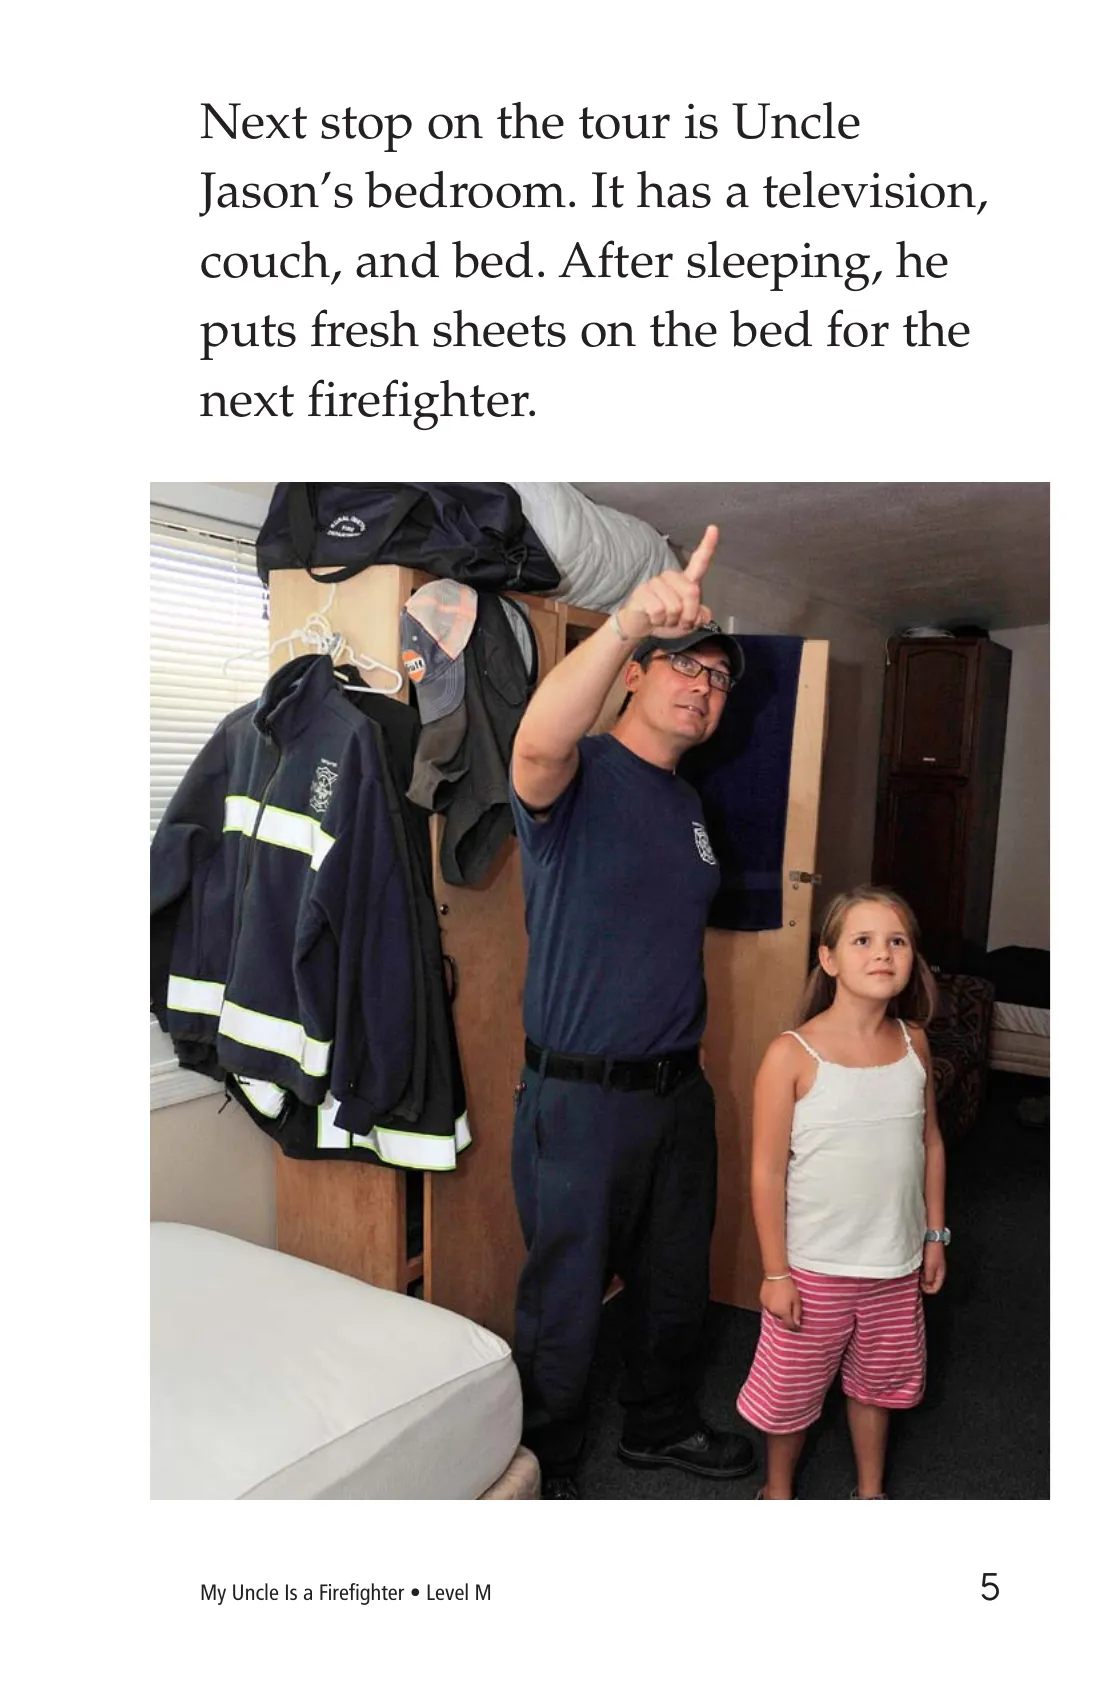 Next stop on the tour is Uncle
Jason’s bedroom. It has a television,
couch, and bed. After sleeping, he
puts fresh sheets on the bed for the
next firefighter.
My Uncle Is a Firefighter • Level M
5